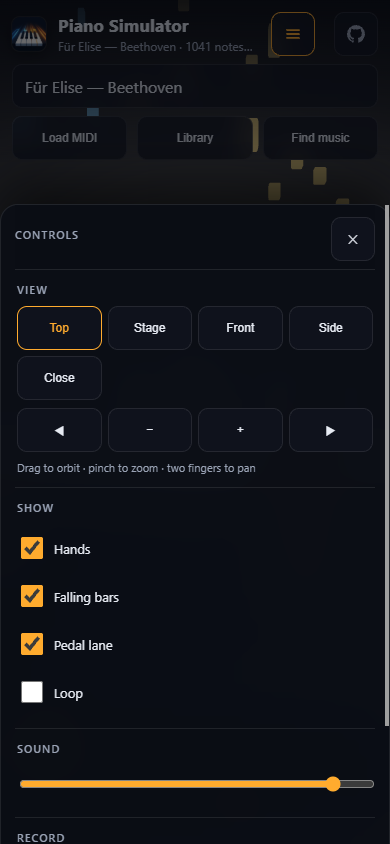 Piano Simulator
Für Elise — Beethoven · 1041 notes...
Für Elise — Beethoven
Load MIDI
Library
Find music
CONTROLS
VIEW
Top
Stage
Front
Side
Close
Drag to orbit · pinch to zoom · two fingers to pan
SHOW
Hands
Falling bars
Pedal lane
Loop
SOUND
RECORD